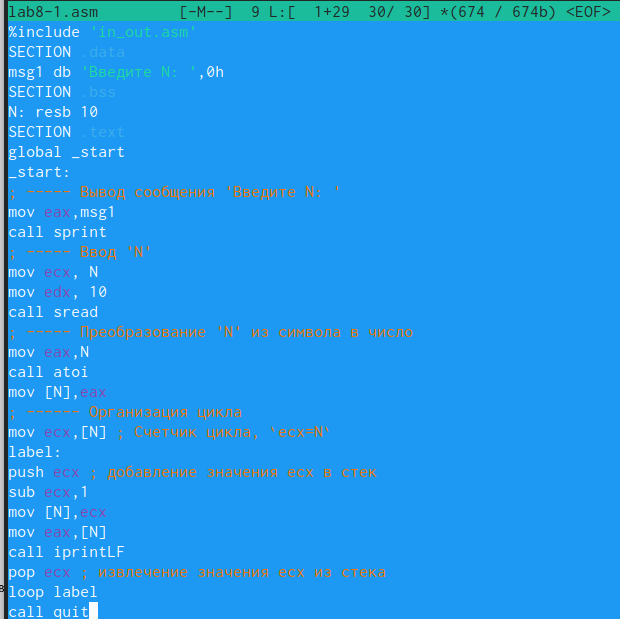 lab8-1.asm [-M--] 9 L:[ 1+29 30/ 30] *(674 / 674b) <EOF>
%include 'in_out.asm'
SECTION .data
msg1 db 'Введите N: ',0h
SECTION .bss
N: resb 10
SECTION .text
global _start
_start:
; ----- Вывод сообщения 'Введите N: '
mov eax,msg1
call sprint
; ----- Ввод 'N'
mov ecx, N
mov edx, 10
call sread
; ----- Преобразование 'N' из символа в число
mov eax,N
call atoi
mov [N],eax
; ------ Организация цикла
mov ecx,[N] ; Счетчик цикла, `ecx=N`
label:
push ecx ; добавление значения ecx в стек
sub ecx,1
mov [N],ecx
mov eax,[N]
call iprintLF
pop ecx ; извлечение значения ecx из стека
loop label
call quit